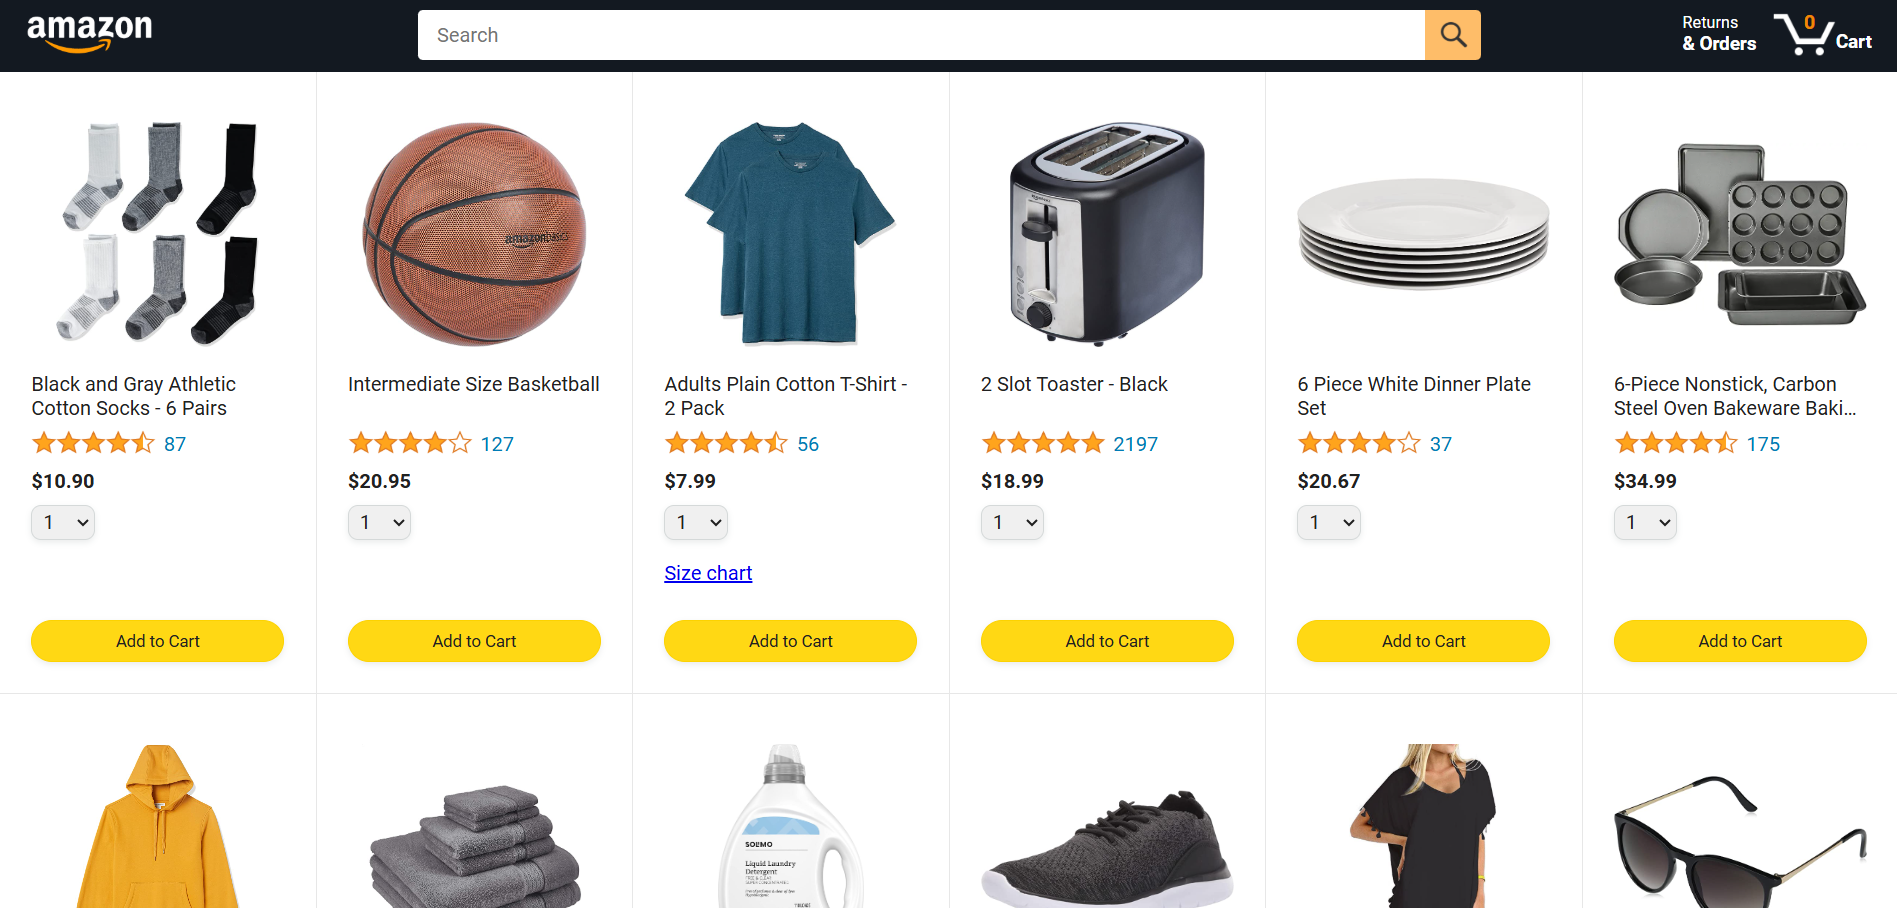 amazon
Search
Returns
& Orders
0
Cart
amazonbasics
Black and Gray Athletic
Cotton Socks - 6 Pairs
87
$10.90
1
Add to Cart
Intermediate Size Basketball
127
$20.95
1
Add to Cart
Adults Plain Cotton T-Shirt -
2 Pack
56
$7.99
1
Size chart
Add to Cart
2 Slot Toaster - Black
2197
$18.99
1
Add to Cart
6 Piece White Dinner Plate
Set
37
$20.67
1
Add to Cart
6-Piece Nonstick, Carbon
Steel Oven Bakeware Baki...
175
$34.99
1
Add to Cart
SOLIMO
Liquid Laundry
Detergent
FREE & CLEAR